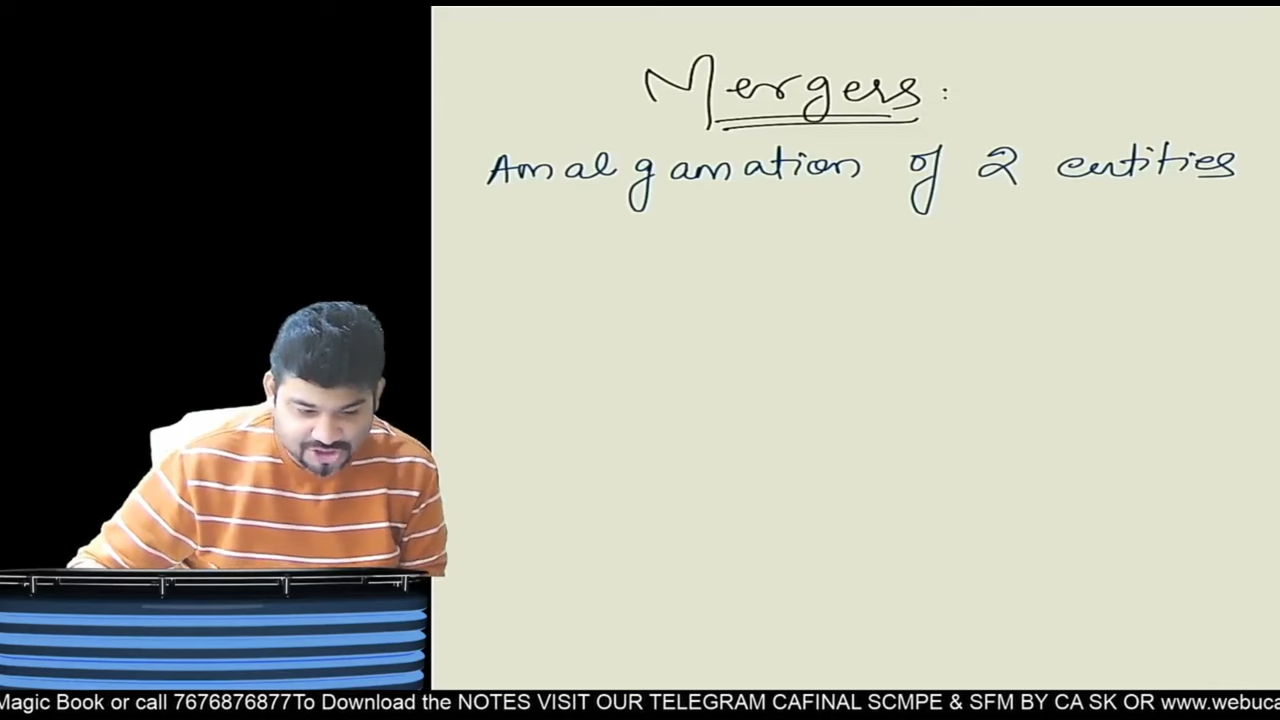 Mergers:
Amalgamation of 2 entities
Magic Book or call 7676876877To Download the NOTES VISIT OUR TELEGRAM CAFINAL SCMPE & SFM BY CA SK OR www.webuca